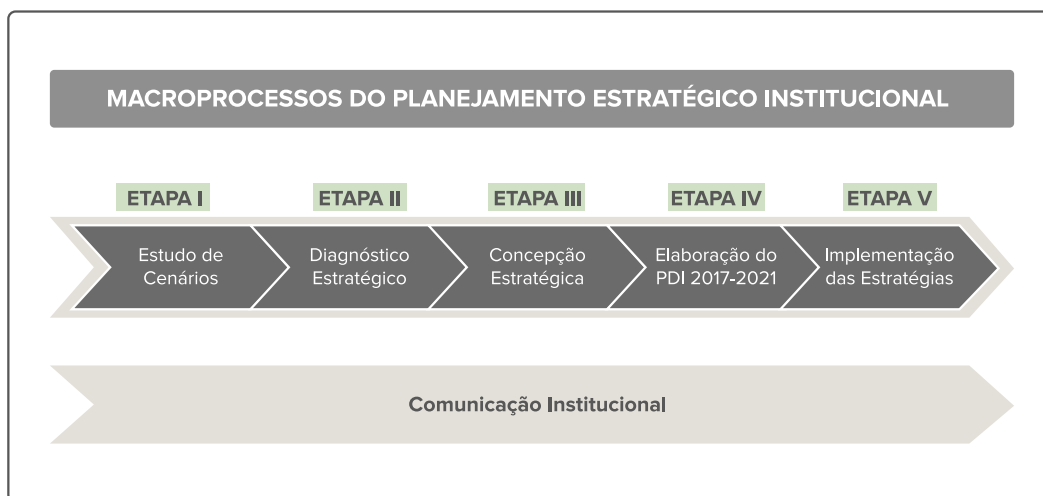 MACROPROCESSOS DO PLANEJAMENTO ESTRATÉGICO INSTITUCIONAL
ETAPA I
Estudo de
Cenários
ETAPA II
Diagnóstico
Estratégico
ETAPA III
Concepção
Estratégica
ETAPA IV
Elaboração do
PDI 2017-2021
ETAPA V
Implementação
das Estratégias
Comunicação Institucional